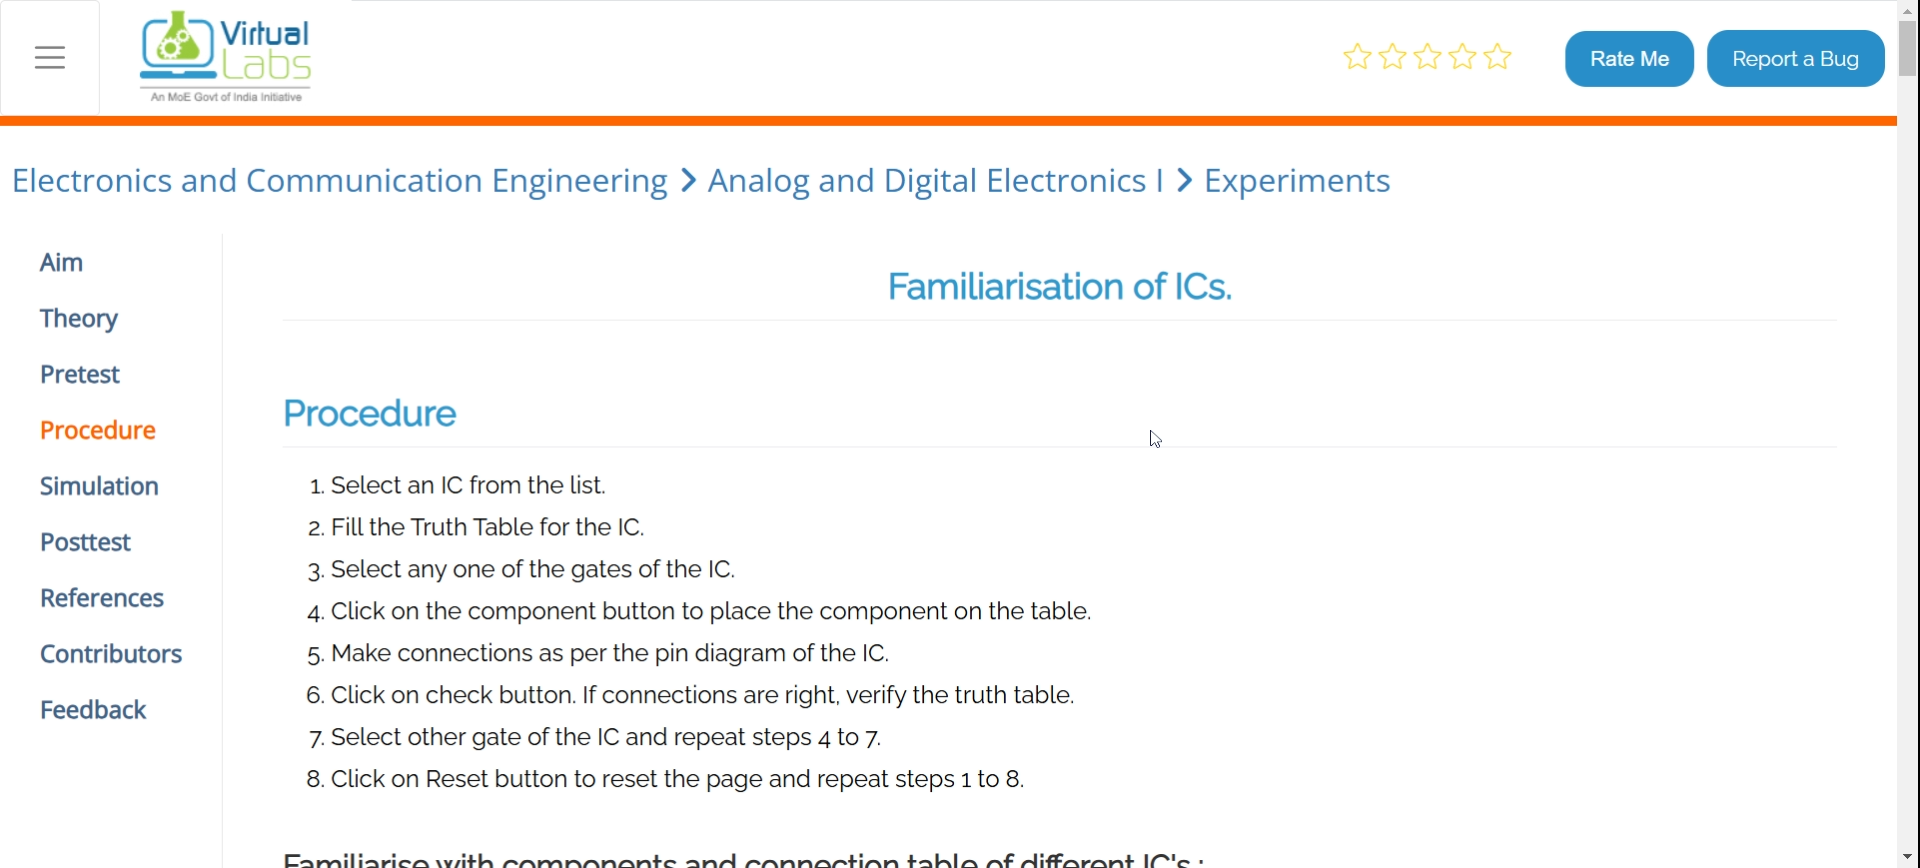 Virtual
Labs
An MoE Govt of India Initiative
Rate Me
Report a Bug
Electronics and Communication Engineering > Analog and Digital Electronics I > Experiments
Aim
Theory
Pretest
Procedure
Simulation
Posttest
References
Contributors
Feedback
Familiarisation of ICs.
Procedure
1. Select an IC from the list.
2. Fill the Truth Table for the IC.
3. Select any one of the gates of the IC.
4. Click on the component button to place the component on the table.
5. Make connections as per the pin diagram of the IC.
6. Click on check button. If connections are right, verify the truth table.
7. Select other gate of the IC and repeat steps 4 to 7.
8. Click on Reset button to reset the page and repeat steps 1 to 8.
Familiarise with components and connection table of different IC's :